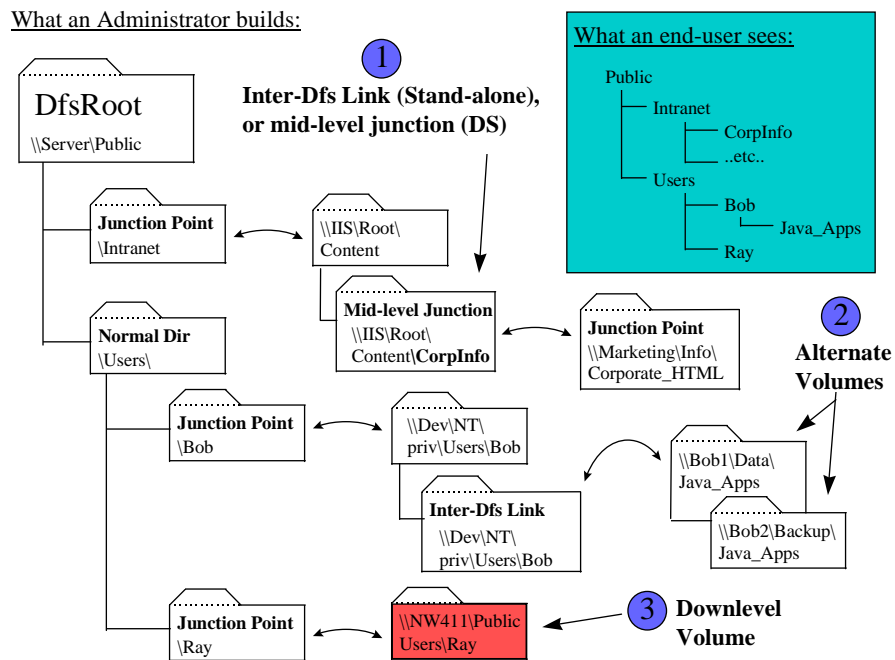 What an Administrator builds:
What an end-user sees:
Public
Intranet
CorpInfo
..etc..
Users
Bob
Java_Apps
Ray
1
Inter-Dfs Link (Stand-alone),
or mid-level junction (DS)
DfsRoot
\\Server\Public
Junction Point
\Intranet
\\IIS\Root\
Content
Mid-level Junction
\\IIS\Root\
Content\CorpInfo
Junction Point
\\Marketing\Info\
Corporate_HTML
2
Alternate
Volumes
Normal Dir
\Users\
Junction Point
\Bob
\\Dev\NT\
priv\Users\Bob
Inter-Dfs Link
\\Dev\NT\
priv\Users\Bob
\\Bob1\Data\
Java_Apps
\\Bob2\Backup\
Java_Apps
Junction Point
\Ray
\\NW411\Public
Users\Ray
3
Downlevel
Volume